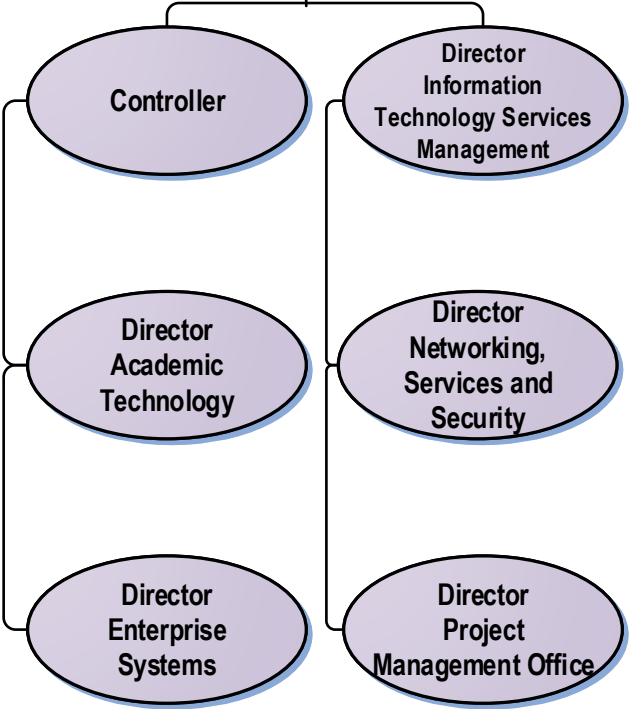 Controller
Director
Information
Technology Services
Management
Director
Academic
Technology
Director
Networking,
Services and
Security
Director
Enterprise
Systems
Director
Project
Management Office